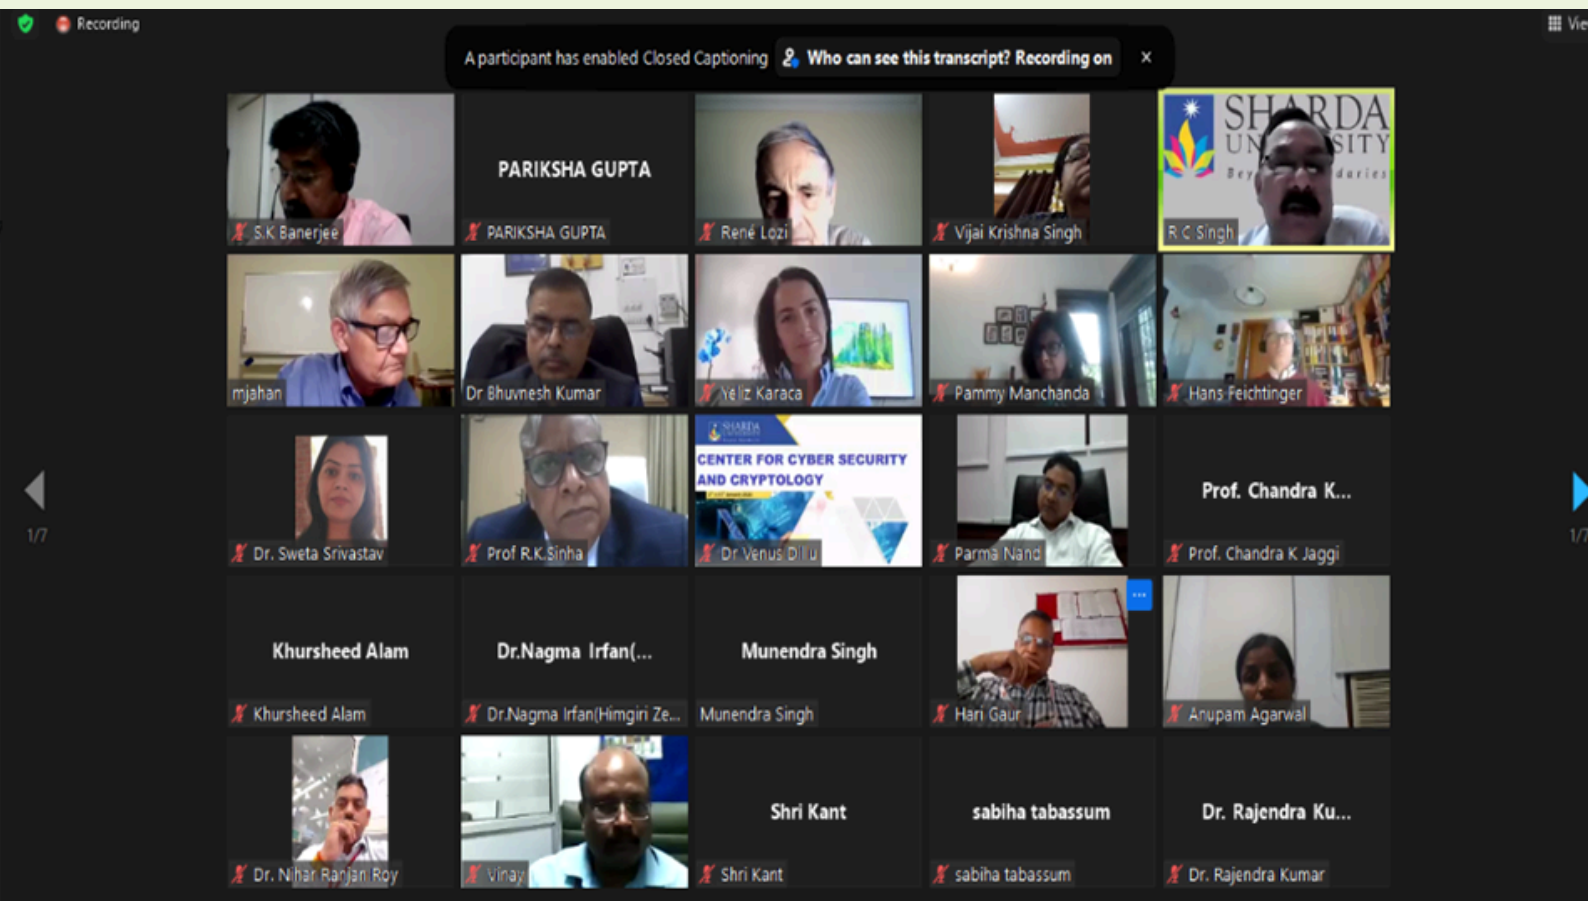 Recording
Vie
A participant has enabled Closed Captioning Who can see this transcript? Recording on
S.K Banerjee
PARIKSHA GUPTA
PARIKSHA GUPTA
René Lozi
Vijai Krishna Singh
SHARDA
UNIVERSITY
R C Singh
mjahan
Dr Bhuvnesh Kumar
Yeliz Karaca
Pammy Manchanda
Hans Feichtinger
Dr. Sweta Srivastav
Prof R.K.Sinha
SHARDA
UNIVERSITY
CENTER FOR CYBER SECURITY
AND CRYPTOLOGY
Dr Venus Dillu
Parma Nand
Prof. Chandra K...
Prof. Chandra K Jaggi
1/7
1/7
Khursheed Alam
Khursheed Alam
Dr.Nagma Irfan(...
Dr.Nagma Irfan(Himgiri Ze...
Munendra Singh
Munendra Singh
Hari Gaur
Anupam Agarwal
Dr. Nihar Ranjan Roy
Vinay
Shri Kant
Shri Kant
sabiha tabassum
sabiha tabassum
Dr. Rajendra Ku...
Dr. Rajendra Kumar